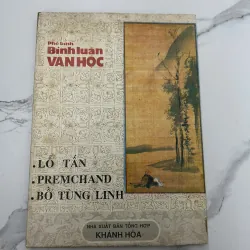 Phê bình
Bình luận
VĂN HỌC
. LỖ TẤN
. PREMCHAND
. BỒ TÙNG LINH
NHÀ XUẤT BẢN TỔNG HỢP
KHÁNH HÒA